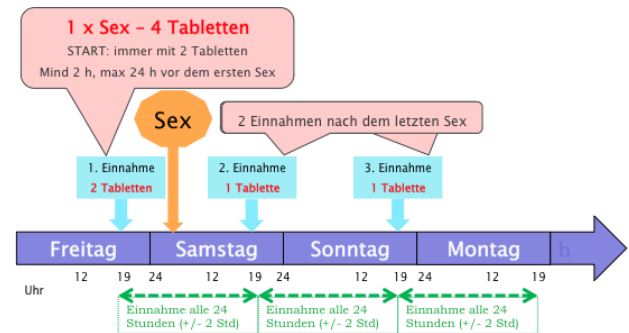 1 x Sex – 4 Tabletten
START: immer mit 2 Tabletten
Mind 2 h, max 24 h vor dem ersten Sex
Sex
2 Einnahmen nach dem letzten Sex
1. Einnahme
2 Tabletten
2. Einnahme
1 Tablette
3. Einnahme
1 Tablette
Freitag Samstag Sonntag Montag h
Uhr 12 19 24 12 19 24 12 19 24 12 19
Einnahme alle 24
Stunden (+/- 2 Std)
Einnahme alle 24
Stunden (+/- 2 Std)
Einnahme alle 24
Stunden (+/- 2 Std)